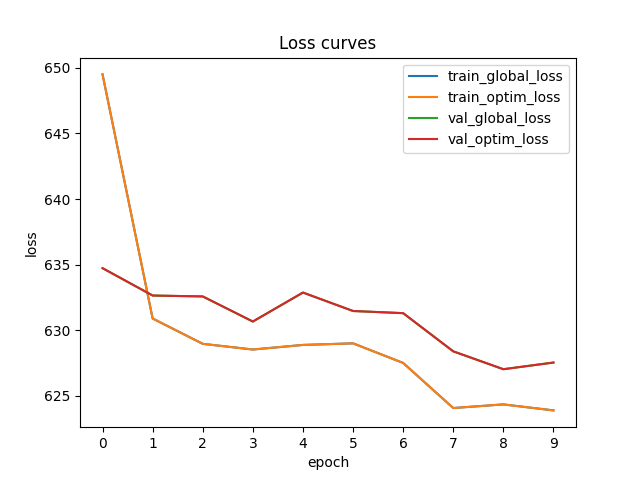 Loss curves
650
645
640
635
630
625
loss
train_global_loss
train_optim_loss
val_global_loss
val_optim_loss
0 1 2 3 4 5 6 7 8 9
epoch